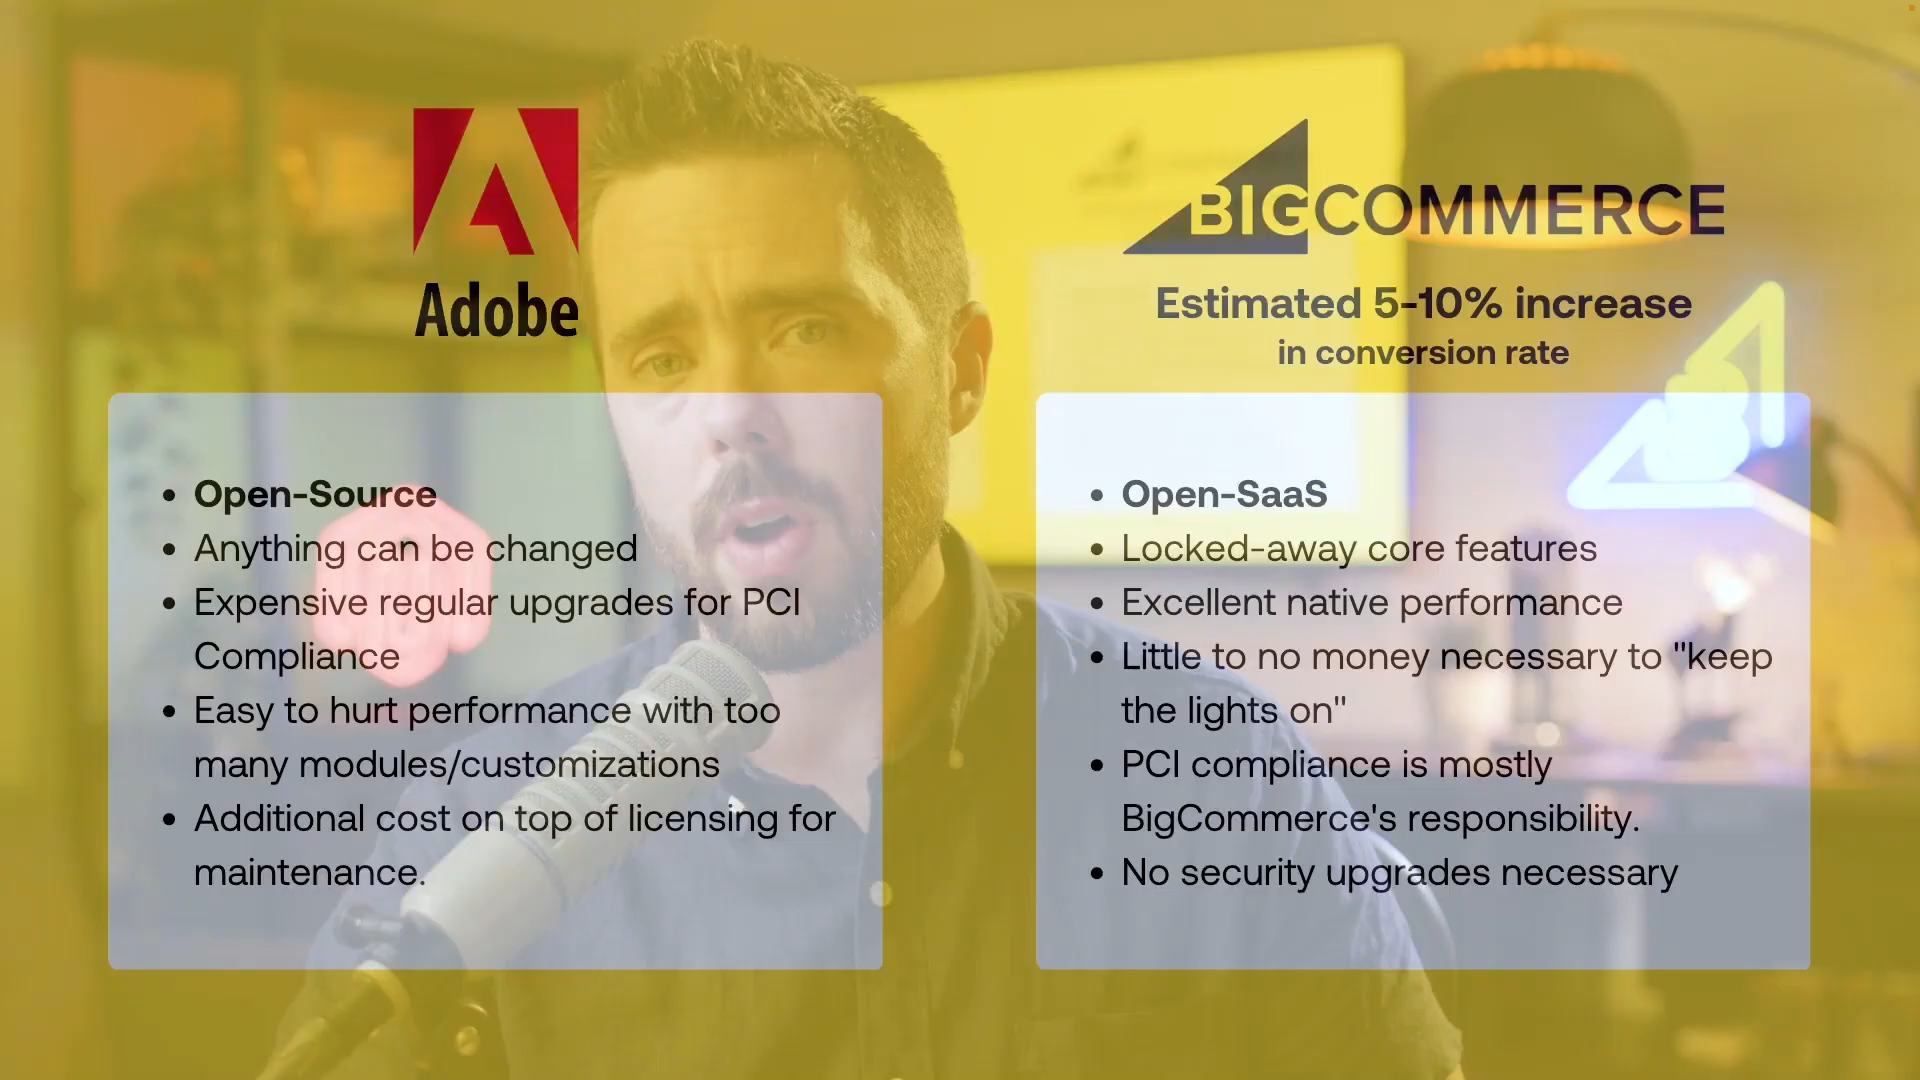 Adobe
• Open-Source
• Anything can be changed
• Expensive regular upgrades for PCI
Compliance
• Easy to hurt performance with too
many modules/customizations
• Additional cost on top of licensing for
maintenance.
BIGCOMMERCE
Estimated 5-10% increase
in conversion rate
• Open-SaaS
• Locked-away core features
• Excellent native performance
• Little to no money necessary to "keep
the lights on"
• PCI compliance is mostly
BigCommerce's responsibility.
• No security upgrades necessary